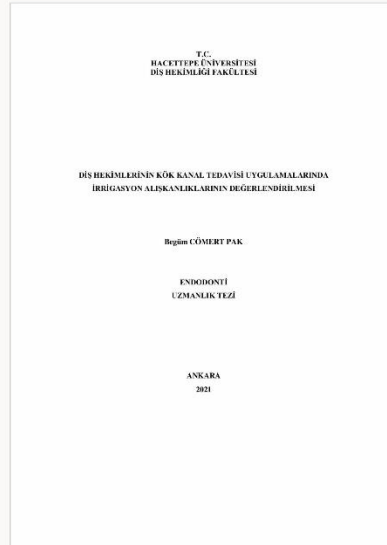 T.C.
HACETTEPE ÜNİVERSİTESİ
DİŞ HEKİMLİĞİ FAKÜLTESİ
DİŞ HEKİMLERİNİN KÖK KANAL TEDAVİSİ UYGULAMALARINDA
İRRİGASYON ALIŞKANLIKLARININ DEĞERLENDİRİLMESİ
Begüm CÖMERT PAK
ENDODONTİ
UZMANLIK TEZİ
ANKARA
2021